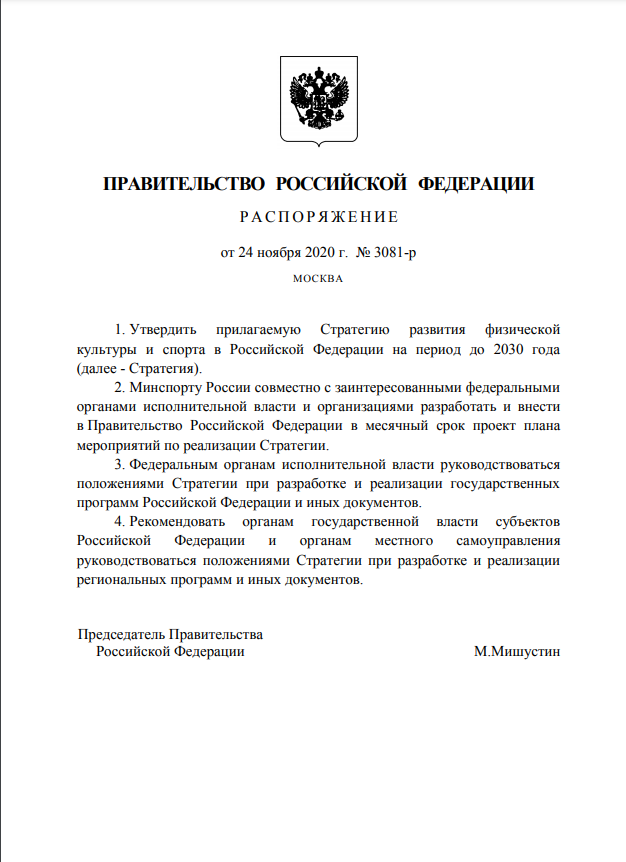 ПРАВИТЕЛЬСТВО РОССИЙСКОЙ ФЕДЕРАЦИИ
РАСПОРЯЖЕНИЕ
от 24 ноября 2020 г. № 3081-р
МОСКВА
1. Утвердить прилагаемую Стратегию развития физической
культуры и спорта в Российской Федерации на период до 2030 года
(далее - Стратегия).
2. Минспорту России совместно с заинтересованными федеральными
органами исполнительной власти и организациями разработать и внести
в Правительство Российской Федерации в месячный срок проект плана
мероприятий по реализации Стратегии.
3. Федеральным органам исполнительной власти руководствоваться
положениями Стратегии при разработке и реализации государственных
программ Российской Федерации и иных документов.
4. Рекомендовать органам государственной власти субъектов
Российской Федерации и органам местного самоуправления
руководствоваться положениями Стратегии при разработке и реализации
региональных программ и иных документов.
Председатель Правительства
Российской Федерации М.Мишустин